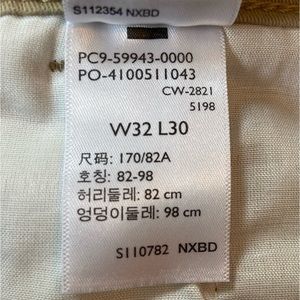 S112354 NXBD
PC9-59943-0000
PO-4100511043
CW-2821
5198
W32 L30
尺码: 170/82A
호칭: 82-98
허리둘레: 82 cm
엉덩이둘레: 98 cm
S110782 NXBD